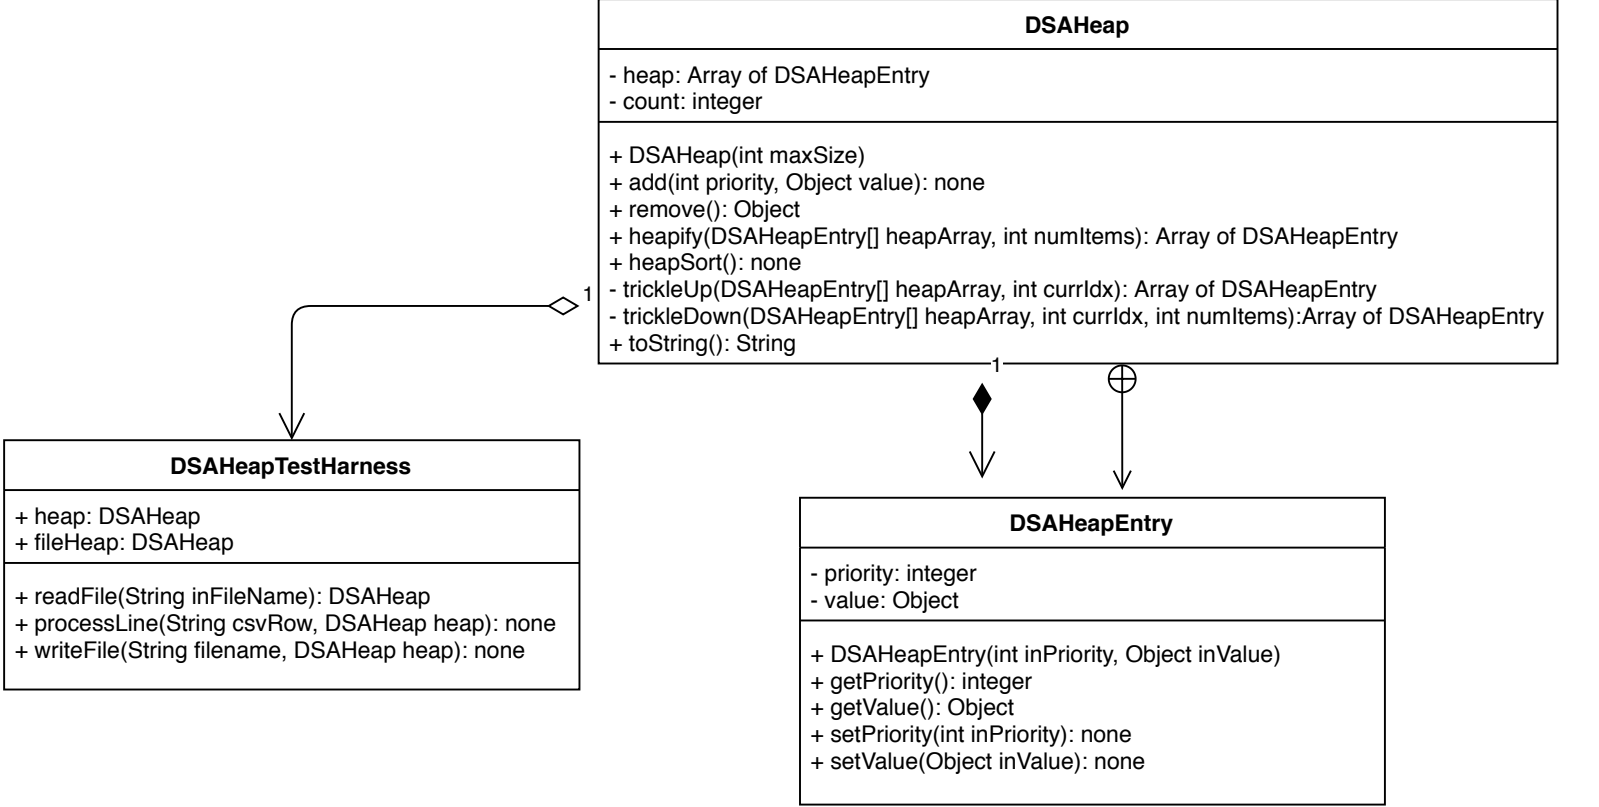 DSAHeap
- heap: Array of DSAHeapEntry
- count: integer
+ DSAHeap(int maxSize)
+ add(int priority, Object value): none
+ remove(): Object
+ heapify(DSAHeapEntry[] heapArray, int numItems): Array of DSAHeapEntry
+ heapSort(): none
- trickleUp(DSAHeapEntry[] heapArray, int currIdx): Array of DSAHeapEntry
- trickleDown(DSAHeapEntry[] heapArray, int currIdx, int numItems):Array of DSAHeapEntry
+ toString(): String
1
1
DSAHeapTestHarness
+ heap: DSAHeap
+ fileHeap: DSAHeap
+ readFile(String inFileName): DSAHeap
+ processLine(String csvRow, DSAHeap heap): none
+ writeFile(String filename, DSAHeap heap): none
DSAHeapEntry
- priority: integer
- value: Object
+ DSAHeapEntry(int inPriority, Object inValue)
+ getPriority(): integer
+ getValue(): Object
+ setPriority(int inPriority): none
+ setValue(Object inValue): none